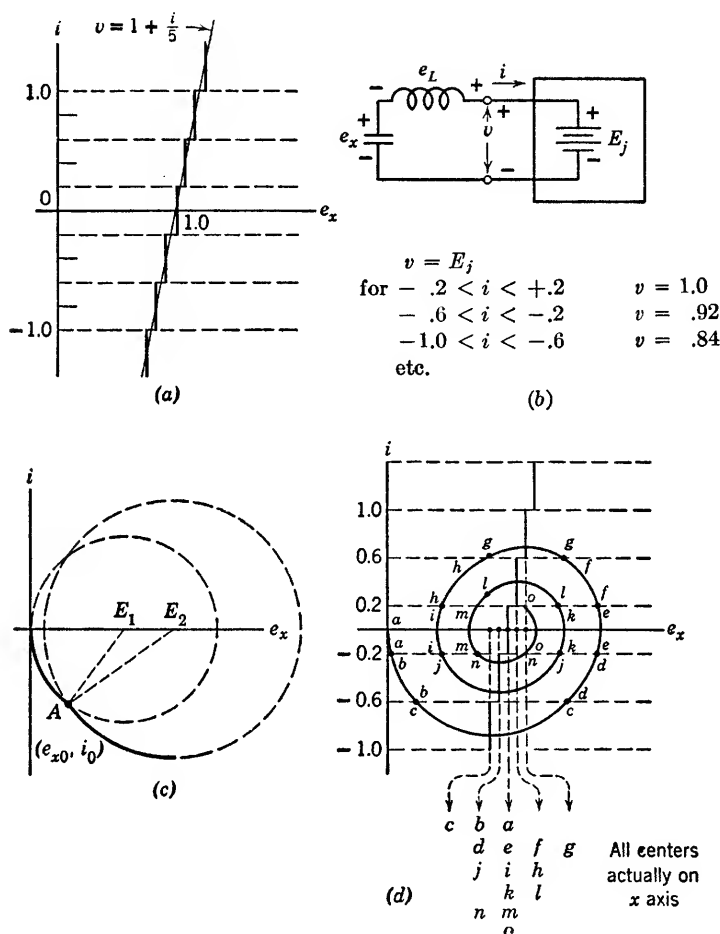 i
v = 1 + i/5
1.0
0
-1.0
1.0
e_x
(a)
e_L
i
- + +
+ e_x -
v
+ E_j -
-
v = E_j
for - .2 < i < +.2 v = 1.0
- .6 < i < -.2 v = .92
-1.0 < i < -.6 v = .84
etc.
(b)
i
E_1 E_2
e_x
A
(e_x0, i_0)
(c)
i
1.0
0.6
0.2
0
-0.2
-0.6
-1.0
g g
h f
l
h o l f
i m k e
a
e_x
a i m o k e
b j n n j d
b d
c c
c b a
d e f g
j i h
k l
n m
o
All centers
actually on
x axis
(d)